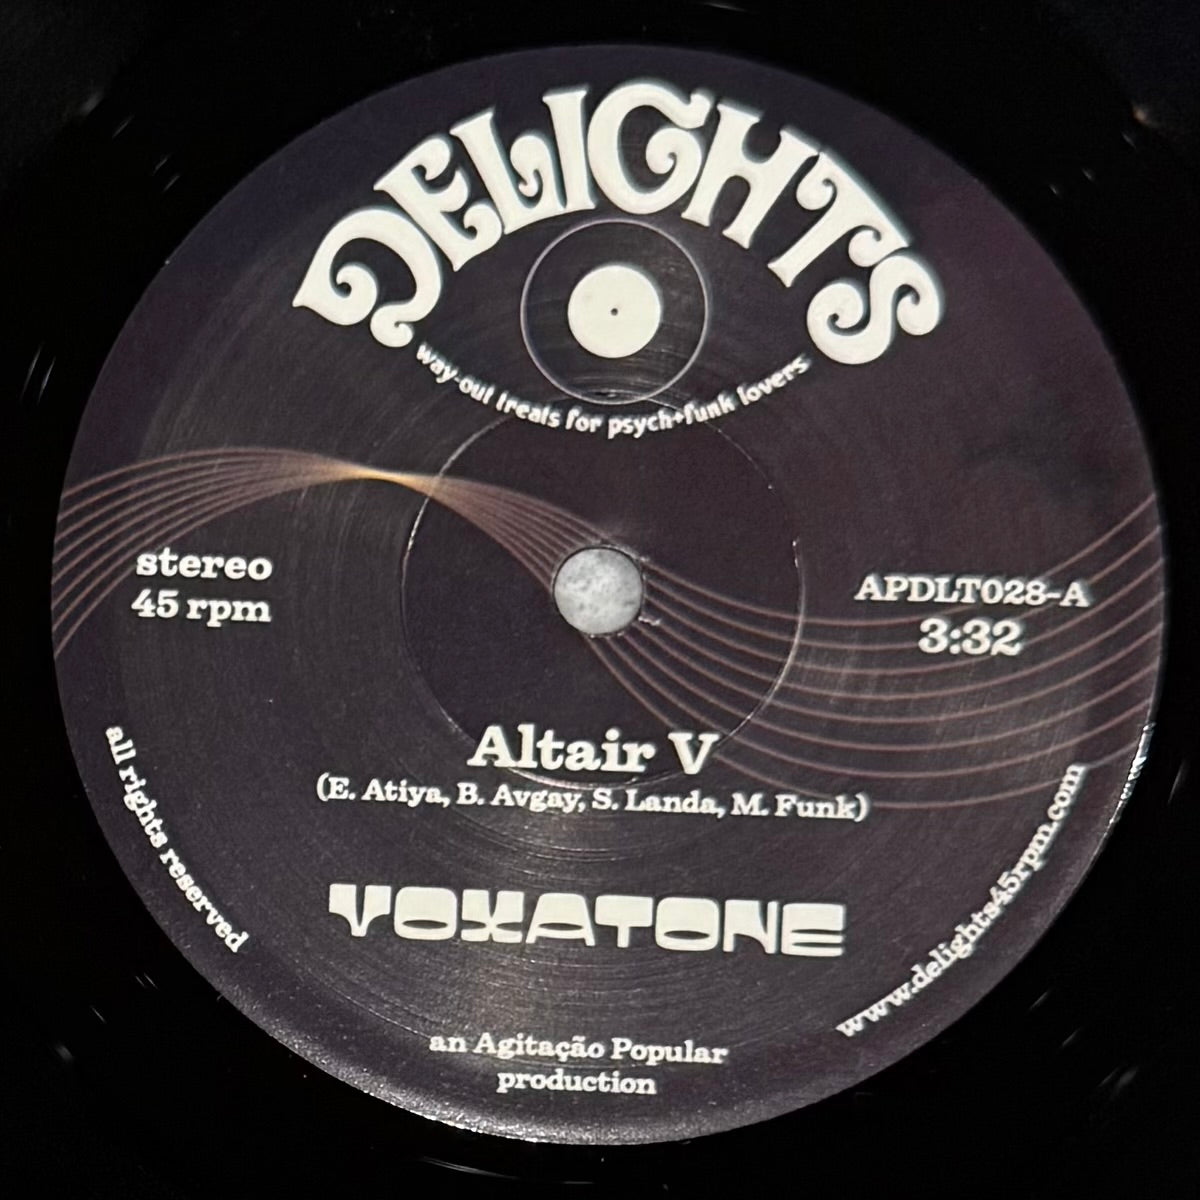 DELIGHTS
way-out treats for psych+funk lovers
stereo
45 rpm
APDLT028-A
3:32
Altair V
(E. Atiya, B. Avgay, S. Landa, M. Funk)
VOXATONE
all rights reserved
www.delights45rpm.com
an Agitação Popular
production